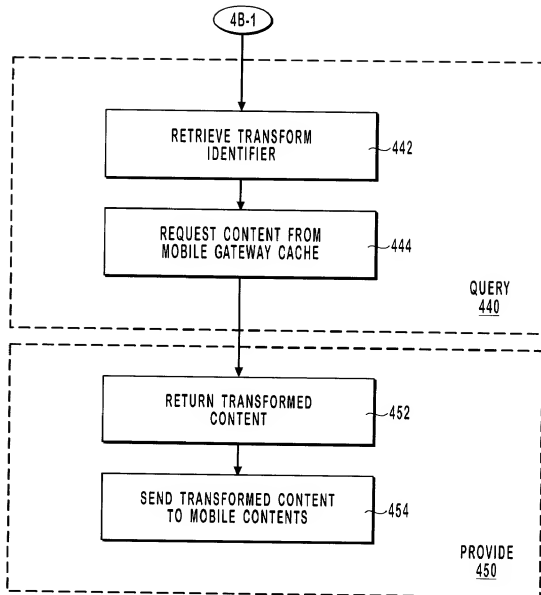 4B-1
RETRIEVE TRANSFORM
IDENTIFIER
442
REQUEST CONTENT FROM
MOBILE GATEWAY CACHE
444
QUERY
440
RETURN TRANSFORMED
CONTENT
452
SEND TRANSFORMED CONTENT
TO MOBILE CONTENTS
454
PROVIDE
450